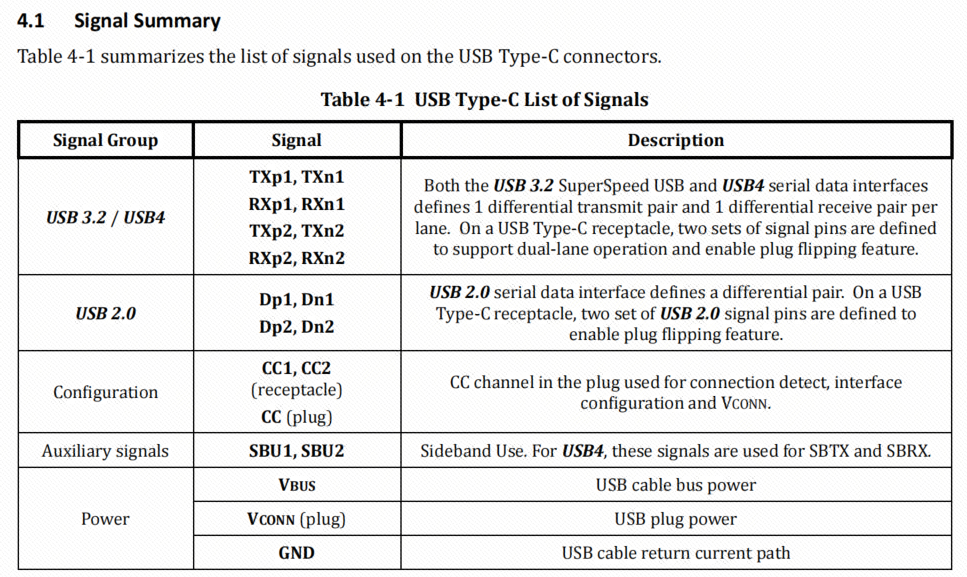 4.1 Signal Summary
Table 4-1 summarizes the list of signals used on the USB Type-C connectors.
Table 4-1 USB Type-C List of Signals
Signal Group Signal Description
USB 3.2 / USB4
TXp1, TXn1
RXp1, RXn1
TXp2, TXn2
RXp2, RXn2
Both the USB 3.2 SuperSpeed USB and USB4 serial data interfaces
defines 1 differential transmit pair and 1 differential receive pair per
lane. On a USB Type-C receptacle, two sets of signal pins are defined
to support dual-lane operation and enable plug flipping feature.
USB 2.0
Dp1, Dn1
Dp2, Dn2
USB 2.0 serial data interface defines a differential pair. On a USB
Type-C receptacle, two set of USB 2.0 signal pins are defined to
enable plug flipping feature.
Configuration
CC1, CC2
(receptacle)
CC (plug)
CC channel in the plug used for connection detect, interface
configuration and VCONN.
Auxiliary signals
SBU1, SBU2
Sideband Use. For USB4, these signals are used for SBTX and SBRX.
Power
VBUS
USB cable bus power
VCONN (plug)
USB plug power
GND
USB cable return current path